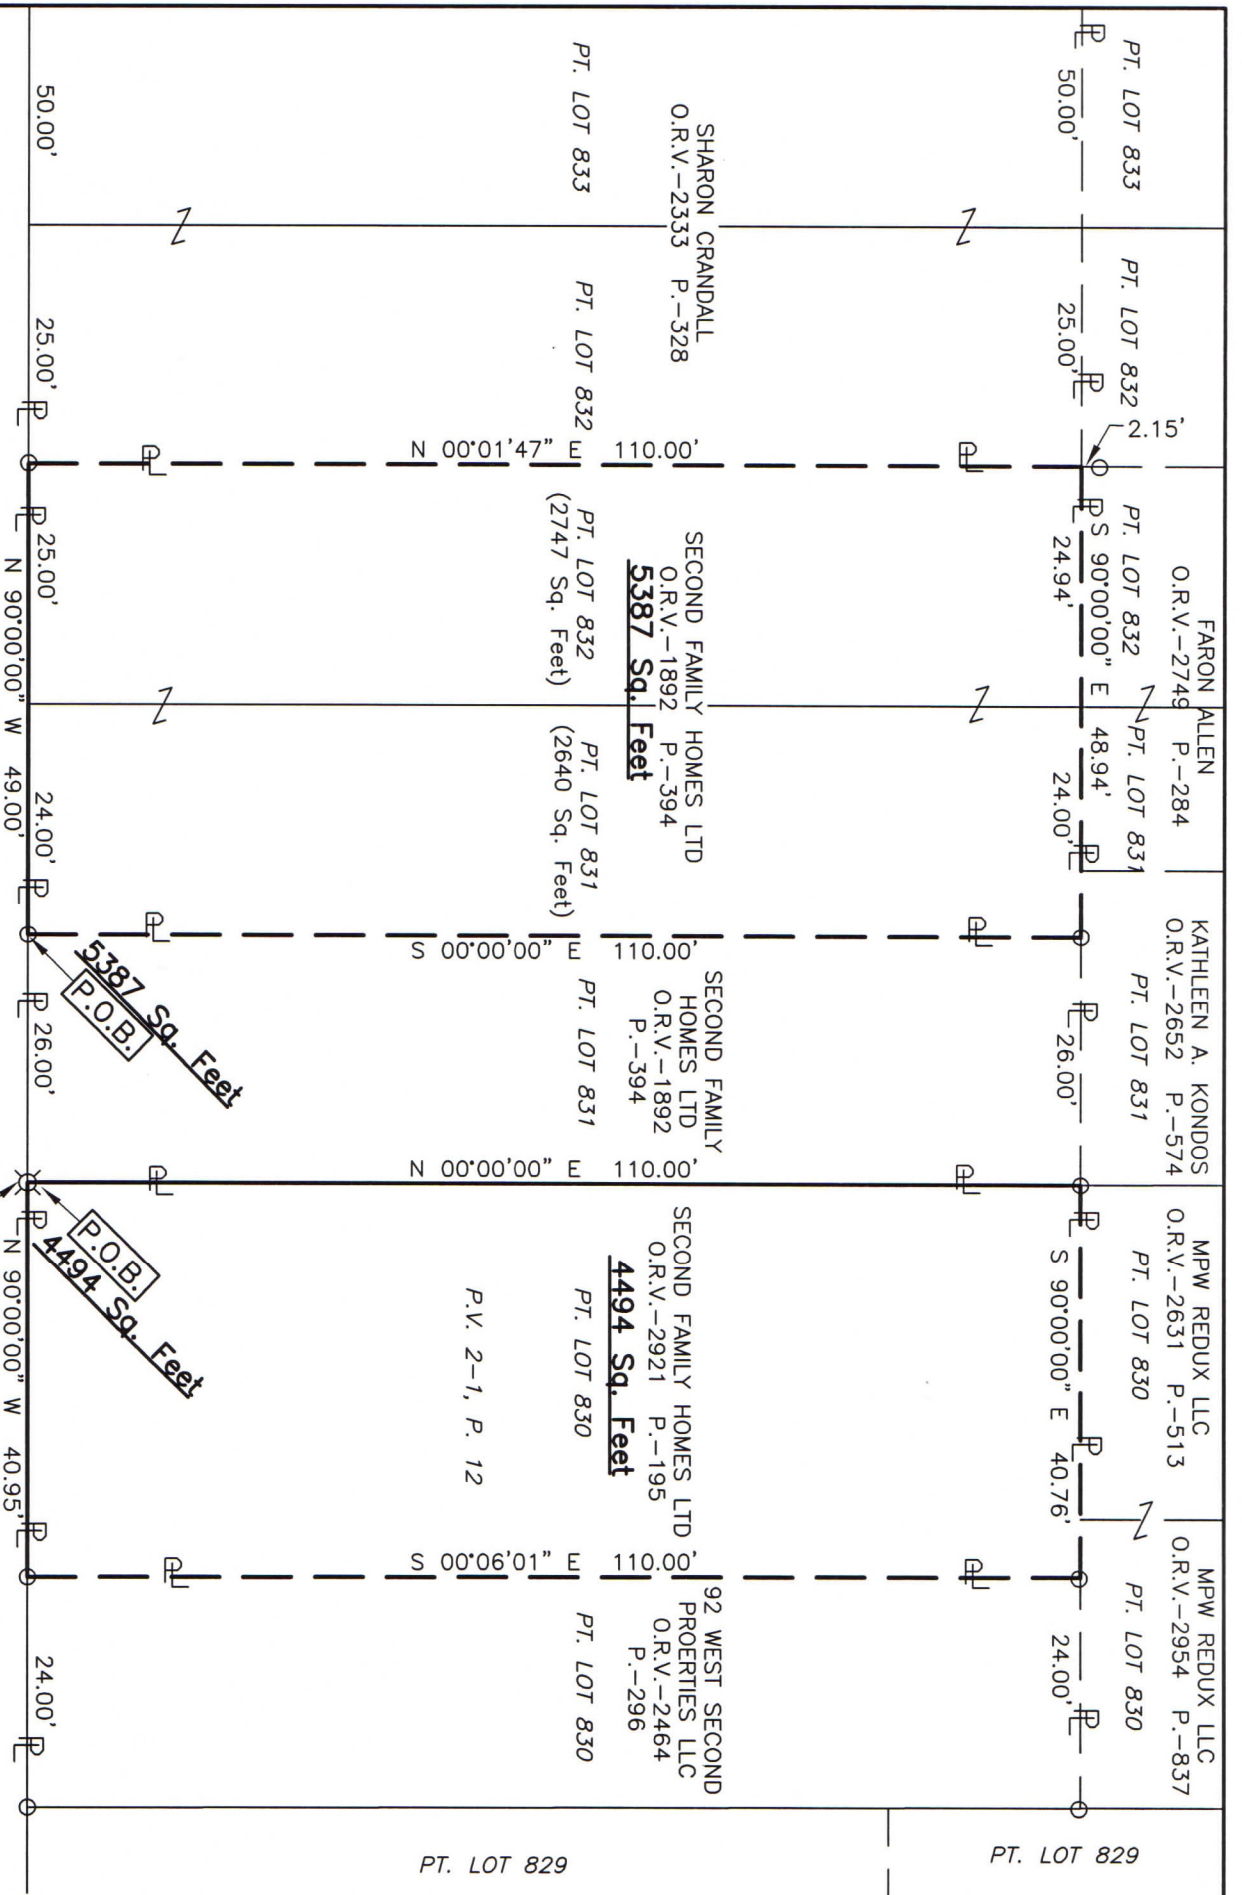 PT. LOT 833
PT. LOT 832
2.15'
FARON ALLEN
O.R.V.-2749 P.-284
PT. LOT 832
PT. LOT 831
KATHLEEN A. KONDOS
O.R.V.-2652 P.-574
PT. LOT 831
MPW REDUX LLC
O.R.V.-2631 P.-513
PT. LOT 830
MPW REDUX LLC
O.R.V.-2954 P.-837
PT. LOT 830
PT. LOT 829
50.00'
25.00'
S 90°00'00" E 48.94'
24.94'
24.00'
26.00'
S 90°00'00" E 40.76'
24.00'
SHARON CRANDALL
O.R.V.-2333 P.-328
PT. LOT 833
PT. LOT 832
N 00°01'47" E 110.00'
SECOND FAMILY HOMES LTD
O.R.V.-1892 P.-394
5387 Sq. Feet
PT. LOT 832
(2747 Sq. Feet)
PT. LOT 831
(2640 Sq. Feet)
S 00°00'00" E 110.00'
SECOND FAMILY
HOMES LTD
O.R.V.-1892
P.-394
PT. LOT 831
N 00°00'00" E 110.00'
SECOND FAMILY HOMES LTD
O.R.V.-2921 P.-195
4494 Sq. Feet
PT. LOT 830
P.V. 2-1, P. 12
S 00°06'01" E 110.00'
92 WEST SECOND
PROERTIES LLC
O.R.V.-2464
P.-296
PT. LOT 830
PT. LOT 829
5387 Sq. Feet
P.O.B.
P.O.B.
4494 Sq. Feet
50.00'
25.00'
25.00'
24.00'
26.00'
24.00'
N 90°00'00" W 49.00'
N 90°00'00" W 40.95'